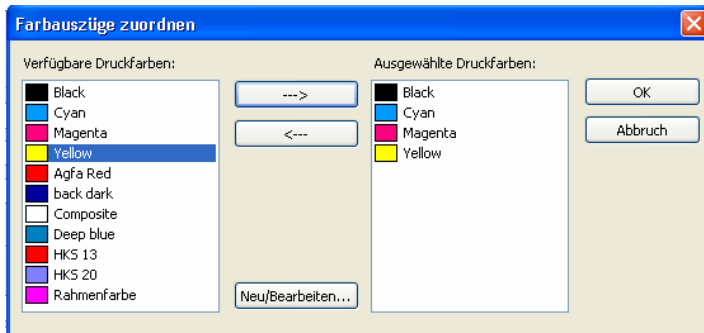 Farbauszüge zuordnen
Verfügbare Druckfarben:
Black
Cyan
Magenta
Yellow
Agfa Red
back dark
Composite
Deep blue
HKS 13
HKS 20
Rahmenfarbe
--->
<---
Neu/Bearbeiten...
Ausgewählte Druckfarben:
Black
Cyan
Magenta
Yellow
OK
Abbruch